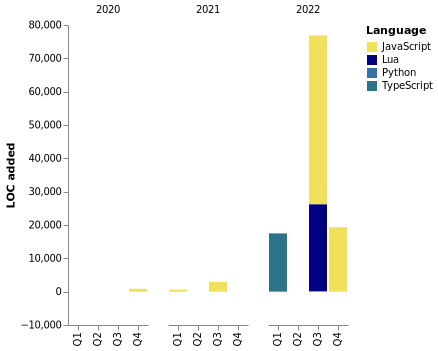 2020 2021 2022
Language
JavaScript
Lua
Python
TypeScript
LOC added
80,000
70,000
60,000
50,000
40,000
30,000
20,000
10,000
0
−10,000
Q1 Q2 Q3 Q4 Q1 Q2 Q3 Q4 Q1 Q2 Q3 Q4